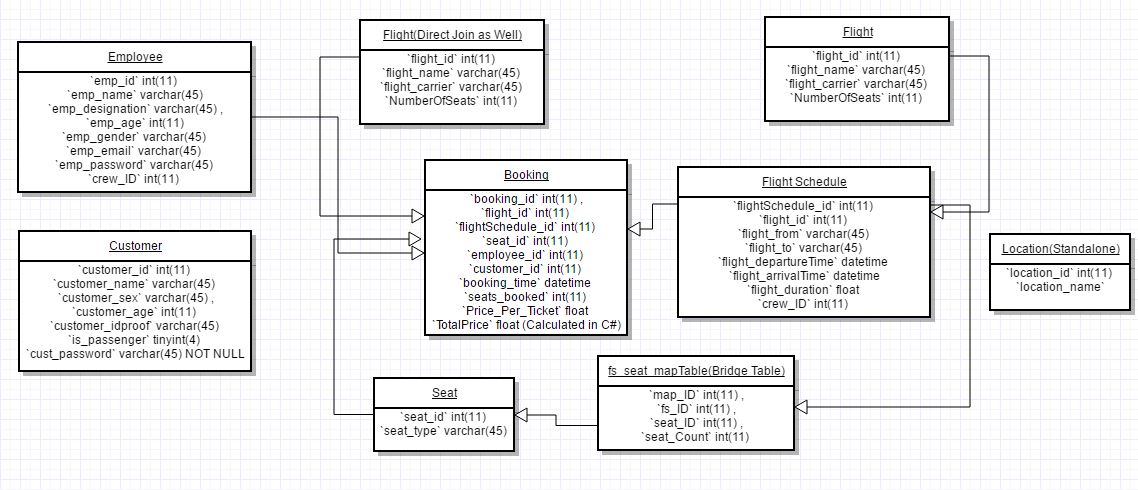 Employee
`emp_id` int(11)
`emp_name` varchar(45)
`emp_designation` varchar(45) ,
`emp_age` int(11)
`emp_gender` varchar(45)
`emp_email` varchar(45)
`emp_password` varchar(45)
`crew_ID` int(11)
Flight(Direct Join as Well)
`flight_id` int(11)
`flight_name` varchar(45)
`flight_carrier` varchar(45)
`NumberOfSeats` int(11)
Flight
`flight_id` int(11)
`flight_name` varchar(45)
`flight_carrier` varchar(45)
`NumberOfSeats` int(11)
Booking
`booking_id` int(11) ,
`flight_id` int(11)
`flightSchedule_id` int(11)
`seat_id` int(11)
`employee_id` int(11)
`customer_id` int(11)
`booking_time` datetime
`seats_booked` int(11)
`Price_Per_Ticket` float
`TotalPrice` float (Calculated in C#)
Flight Schedule
`flightSchedule_id` int(11)
`flight_id` int(11)
`flight_from` varchar(45)
`flight_to` varchar(45)
`flight_departureTime` datetime
`flight_arrivalTime` datetime
`flight_duration` float
`crew_ID` int(11)
Location(Standalone)
`location_id` int(11)
`location_name`
Customer
`customer_id` int(11)
`customer_name` varchar(45)
`customer_sex` varchar(45) ,
`customer_age` int(11)
`customer_idproof` varchar(45)
`is_passenger` tinyint(4)
`cust_password` varchar(45) NOT NULL
Seat
`seat_id` int(11)
`seat_type` varchar(45)
fs_seat_mapTable(Bridge Table)
`map_ID` int(11) ,
`fs_ID` int(11) ,
`seat_ID` int(11) ,
`seat_Count` int(11)